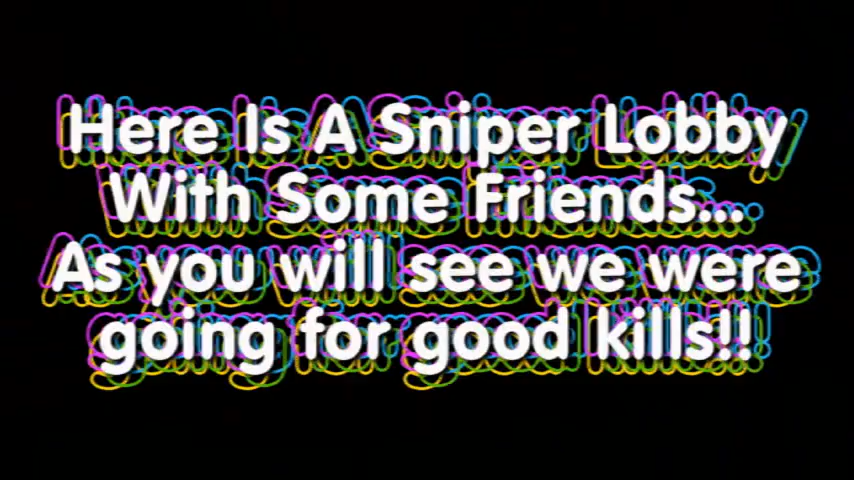 Here Is A Sniper Lobby
With Some Friends...
As you will see we were
going for good kills!!